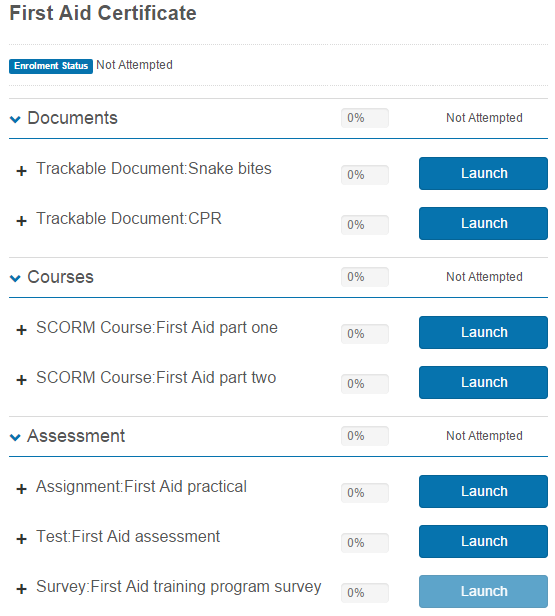 First Aid Certificate
Enrolment Status Not Attempted
Documents 0% Not Attempted
Trackable Document:Snake bites 0% Launch
Trackable Document:CPR 0% Launch
Courses 0% Not Attempted
SCORM Course:First Aid part one 0% Launch
SCORM Course:First Aid part two 0% Launch
Assessment 0% Not Attempted
Assignment:First Aid practical 0% Launch
Test:First Aid assessment 0% Launch
Survey:First Aid training program survey 0% Launch